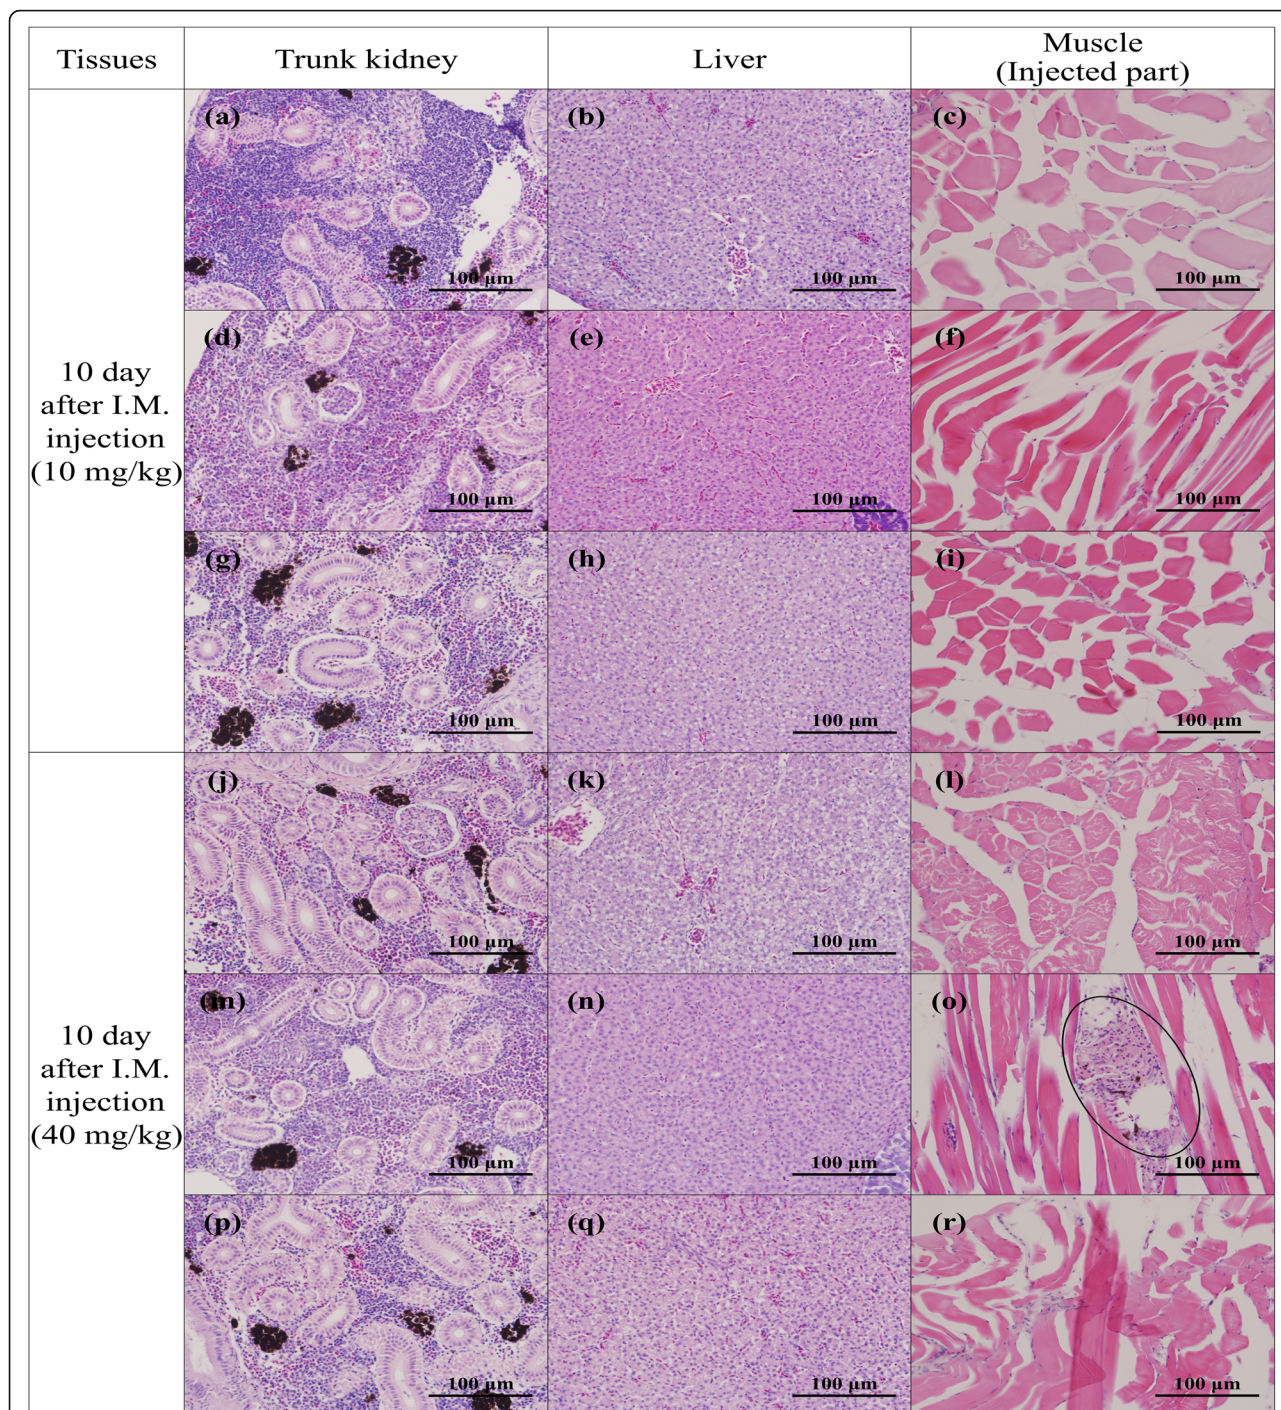 Tissues
Trunk kidney
Liver
Muscle
(Injected part)
10 day
after I.M.
injection
(10 mg/kg)
(a)
100 μm
(b)
100 μm
(c)
100 μm
(d)
100 μm
(e)
100 μm
(f)
100 μm
(g)
100 μm
(h)
100 μm
(i)
100 μm
10 day
after I.M.
injection
(40 mg/kg)
(j)
100 μm
(k)
100 μm
(l)
100 μm
(m)
100 μm
(n)
100 μm
(o)
100 μm
(p)
100 μm
(q)
100 μm
(r)
100 μm